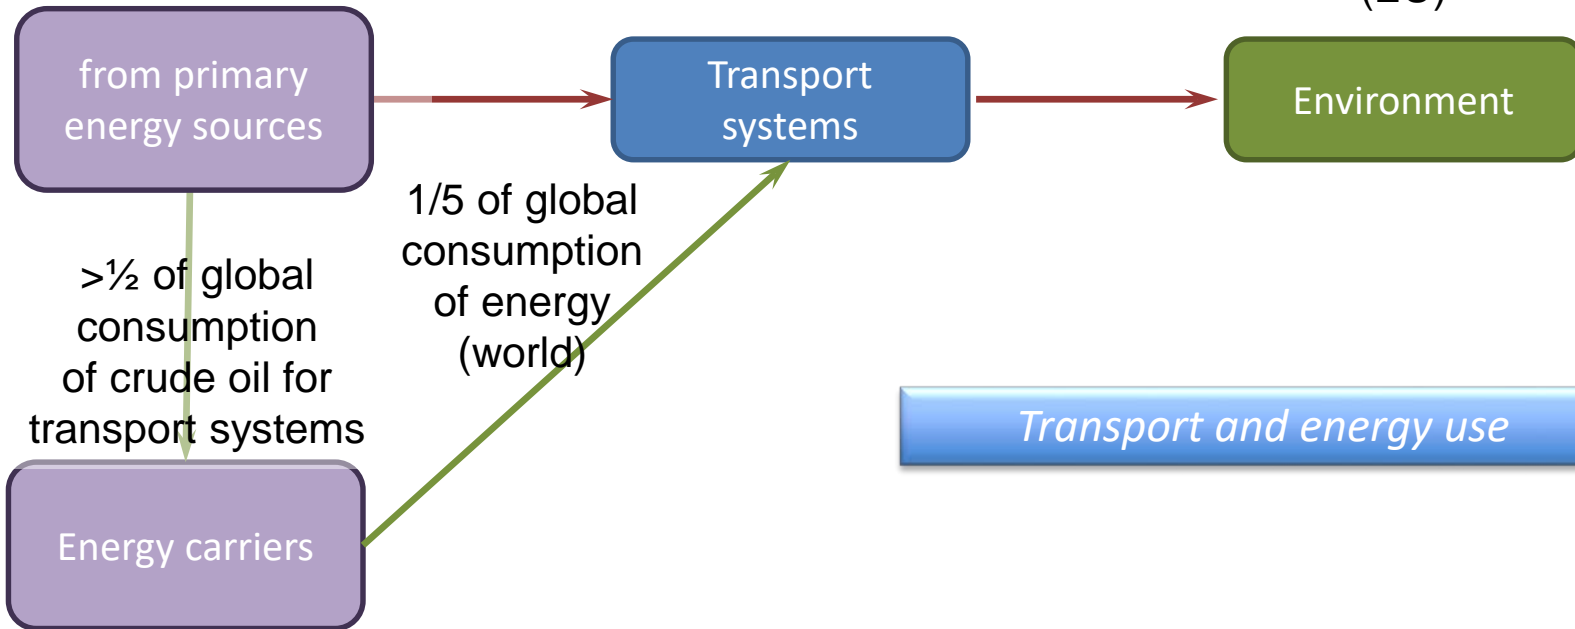 from primary
energy sources
Transport
systems
Environment
1/5 of global
consumption
of energy
(world)
>½ of global
consumption
of crude oil for
transport systems
Transport and energy use
Energy carriers